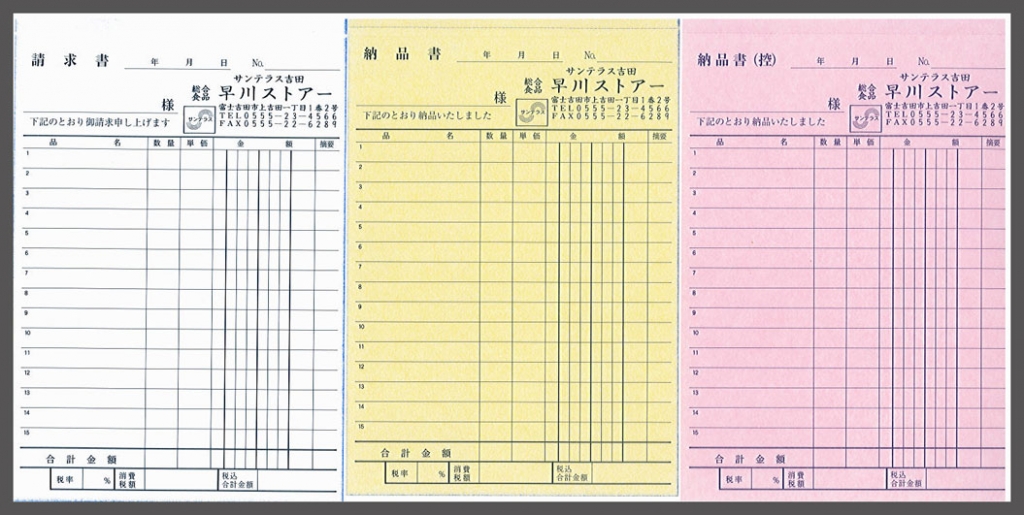 請求書 年 月 日 No.
サンテラス吉田
総合食品 早川ストアー
様
富士吉田市上吉田一丁目1番2号
TEL0555-23-4566
サンテラス
下記のとおり御請求申し上げます
FAX0555-22-6289
品 名 数量 単価 金 額 摘要
1
2
3
4
5
6
7
8
9
10
11
12
13
14
15
合計金額
税率 % 消費税額 税込合計金額
納品書 年 月 日 No.
サンテラス吉田
総合食品 早川ストアー
様
富士吉田市上吉田一丁目1番2号
TEL0555-23-4566
サンテラス
下記のとおり納品いたしました
FAX0555-22-6289
品 名 数量 単価 金 額 摘要
1
2
3
4
5
6
7
8
9
10
11
12
13
14
15
合計金額
税率 % 消費税額 税込合計金額
納品書(控) 年 月 日 No.
サンテラス吉田
総合食品 早川ストアー
様
富士吉田市上吉田一丁目1番2号
TEL0555-23-4566
サンテラス
下記のとおり納品いたしました
FAX0555-22-6289
品 名 数量 単価 金 額 摘要
1
2
3
4
5
6
7
8
9
10
11
12
13
14
15
合計金額
税率 % 消費税額 税込合計金額